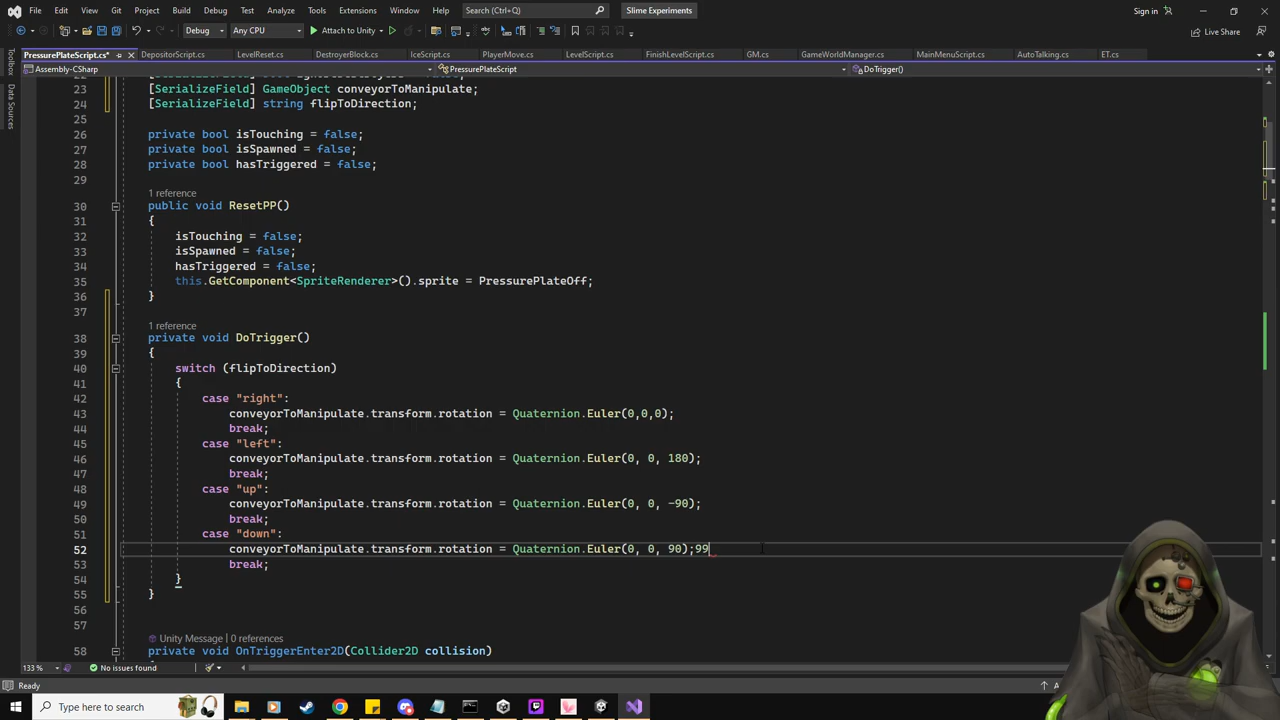 File Edit View Git Project Build Debug Test Analyze Tools Extensions Window Help Search (Ctrl+Q) Slime Experiments Sign in
Debug Any CPU Attach to Unity Live Share
PressurePlateScript.cs* DepositorScript.cs LevelReset.cs DestroyerBlock.cs IceScript.cs PlayerMove.cs LevelScript.cs FinishLevelScript.cs GM.cs GameWorldManager.cs MainMenuScript.cs AutoTalking.cs ET.cs
Assembly-CSharp PressurePlateScript DoTrigger()
Toolbox
Data Sources
23 [SerializeField] GameObject conveyorToManipulate;
24 [SerializeField] string flipToDirection;
25
26 private bool isTouching = false;
27 private bool isSpawned = false;
28 private bool hasTriggered = false;
29
1 reference
30 public void ResetPP()
31 {
32 isTouching = false;
33 isSpawned = false;
34 hasTriggered = false;
35 this.GetComponent<SpriteRenderer>().sprite = PressurePlateOff;
36 }
37
1 reference
38 private void DoTrigger()
39 {
40 switch (flipToDirection)
41 {
42 case "right":
43 conveyorToManipulate.transform.rotation = Quaternion.Euler(0,0,0);
44 break;
45 case "left":
46 conveyorToManipulate.transform.rotation = Quaternion.Euler(0, 0, 180);
47 break;
48 case "up":
49 conveyorToManipulate.transform.rotation = Quaternion.Euler(0, 0, -90);
50 break;
51 case "down":
52 conveyorToManipulate.transform.rotation = Quaternion.Euler(0, 0, 90);99
53 break;
54 }
55 }
56
57
Unity Message | 0 references
58 private void OnTriggerEnter2D(Collider2D collision)
133 % No issues found
Ready
Type here to search